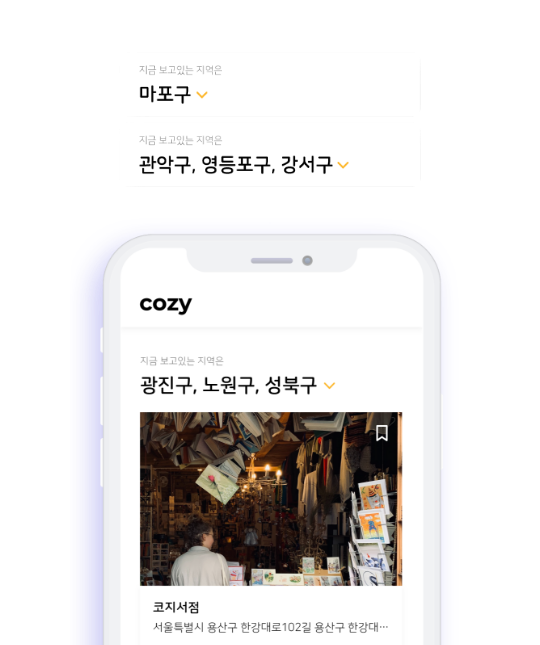 지금 보고있는 지역은
마포구
지금 보고있는 지역은
관악구, 영등포구, 강서구
cozy
지금 보고있는 지역은
광진구, 노원구, 성북구
코지서점
서울특별시 용산구 한강대로102길 용산구 한강대…